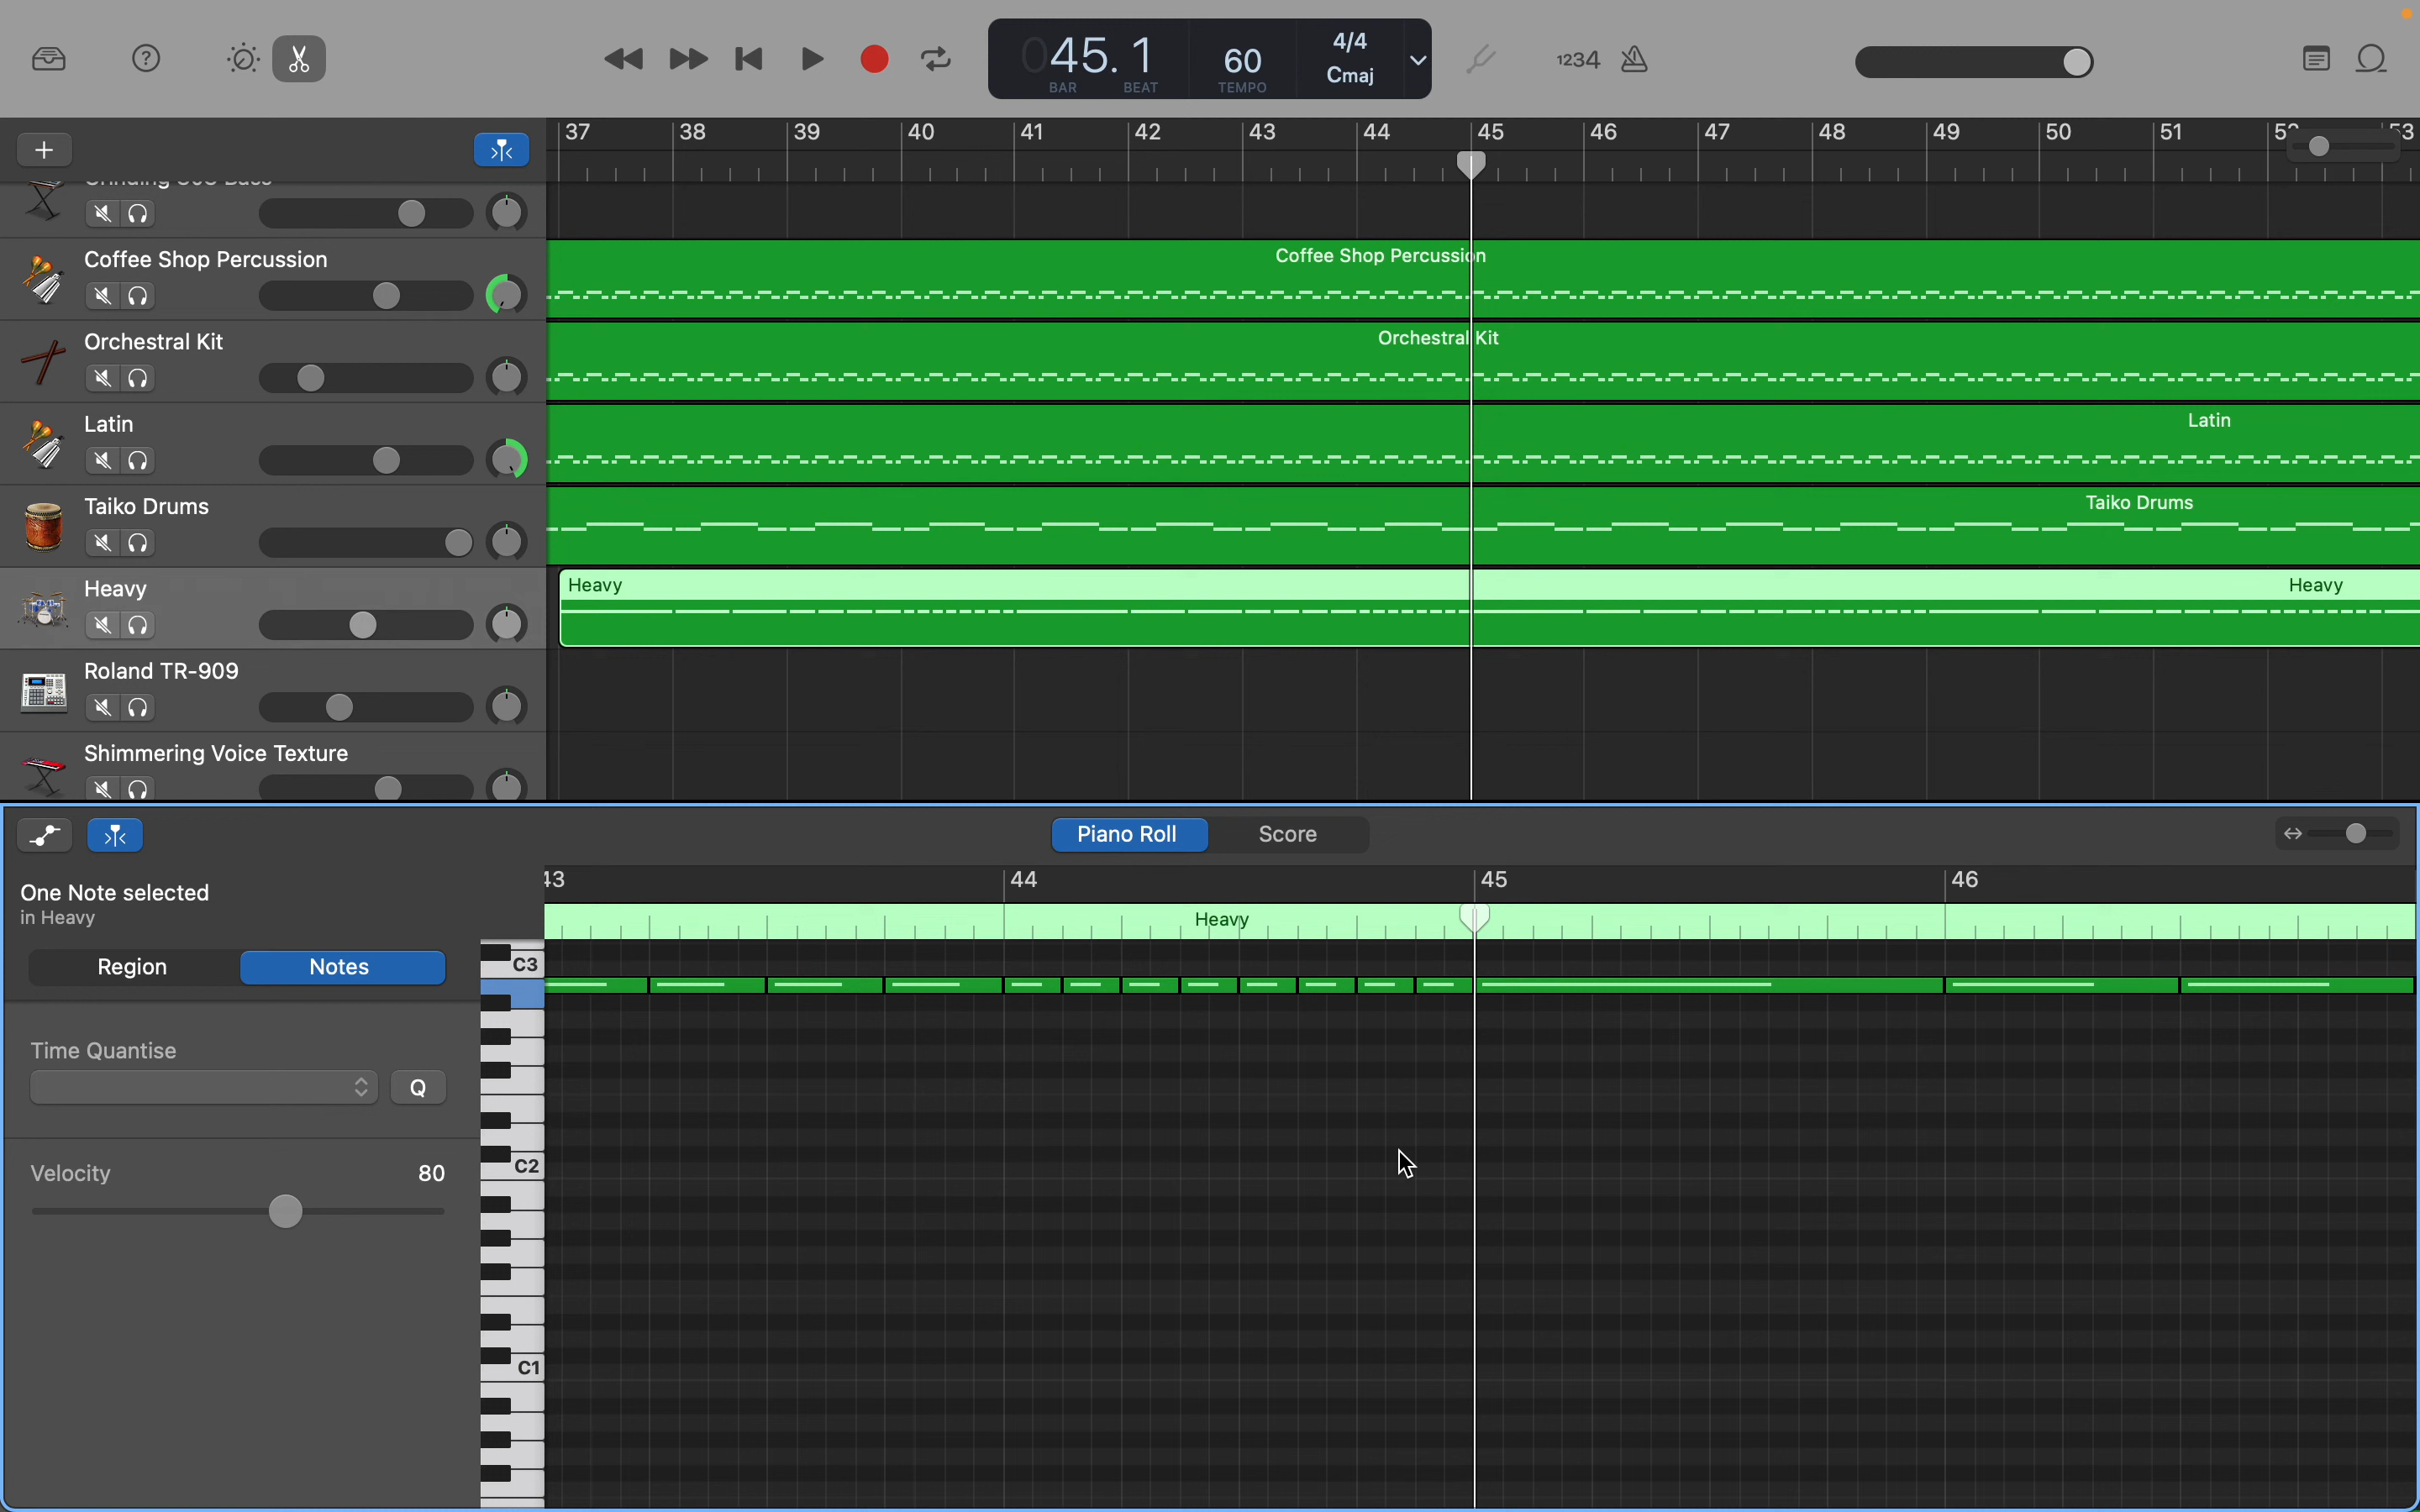 045. 1
BAR
BEAT
60
TEMPO
4/4
Cmaj
1234
37
38
39
40
41
42
43
44
45
46
47
48
49
50
51
53
Coffee Shop Percussion
Coffee Shop Percussion
Orchestral Kit
Orchestral Kit
Latin
Latin
Taiko Drums
Taiko Drums
Heavy
Heavy
Heavy
Roland TR-909
Shimmering Voice Texture
Piano Roll
Score
One Note selected
in Heavy
44
45
46
Heavy
Region
Notes
C3
Time Quantise
Q
Velocity
80
C2
C1